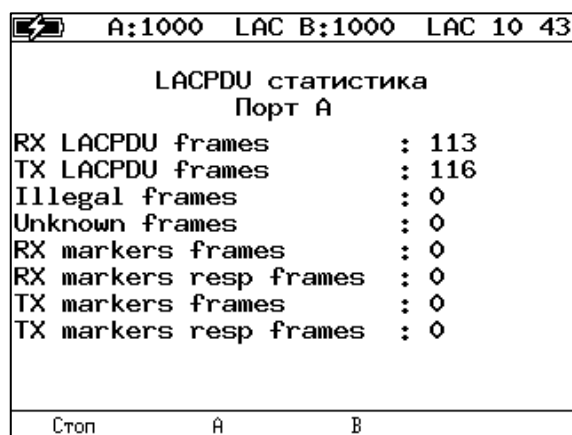 A:1000 LAC B:1000 LAC 10 43
LACPDU статистика
Порт A
RX LACPDU frames : 113
TX LACPDU frames : 116
Illegal frames : 0
Unknown frames : 0
RX markers frames : 0
RX markers resp frames : 0
TX markers frames : 0
TX markers resp frames : 0
Стоп A B